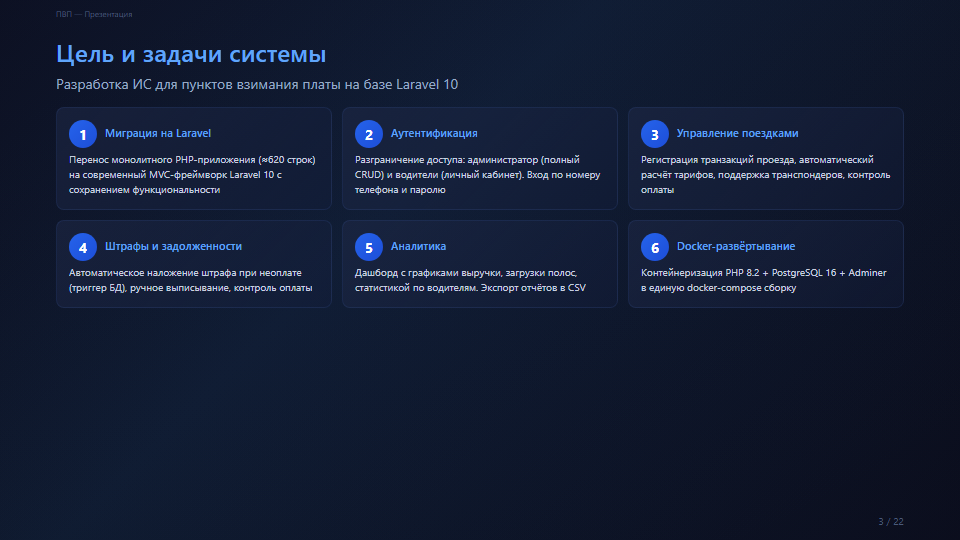 ПВП — Презентация
Цель и задачи системы
Разработка ИС для пунктов взимания платы на базе Laravel 10
1
Миграция на Laravel
Перенос монолитного PHP-приложения (≈620 строк)
на современный MVC-фреймворк Laravel 10 с
сохранением функциональности
2
Аутентификация
Разграничение доступа: администратор (полный
CRUD) и водители (личный кабинет). Вход по номеру
телефона и паролю
3
Управление поездками
Регистрация транзакций проезда, автоматический
расчёт тарифов, поддержка транспондеров, контроль
оплаты
4
Штрафы и задолженности
Автоматическое наложение штрафа при неоплате
(триггер БД), ручное выписывание, контроль оплаты
5
Аналитика
Дашборд с графиками выручки, загрузки полос,
статистикой по водителям. Экспорт отчётов в CSV
6
Docker-развёртывание
Контейнеризация PHP 8.2 + PostgreSQL 16 + Adminer
в единую docker-compose сборку
3 / 22